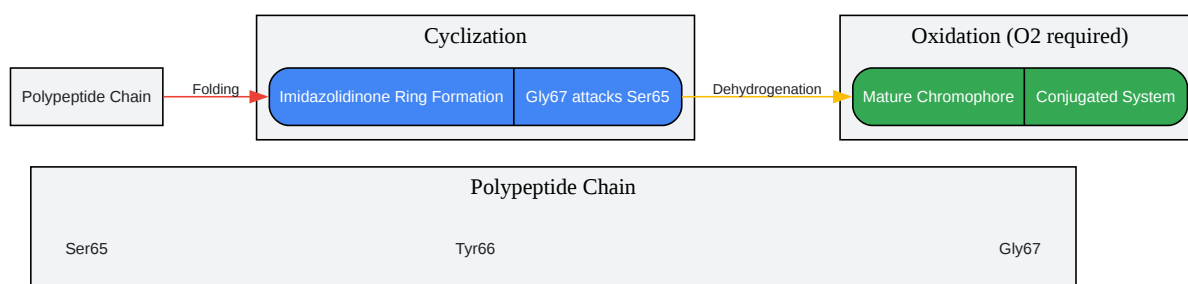 Cyclization
Oxidation (O2 required)
Polypeptide Chain
Folding
Imidazolidinone Ring Formation
Gly67 attacks Ser65
Dehydrogenation
Mature Chromophore
Conjugated System
Polypeptide Chain
Ser65
Tyr66
Gly67